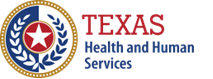 TEXAS
Health and Human
Services